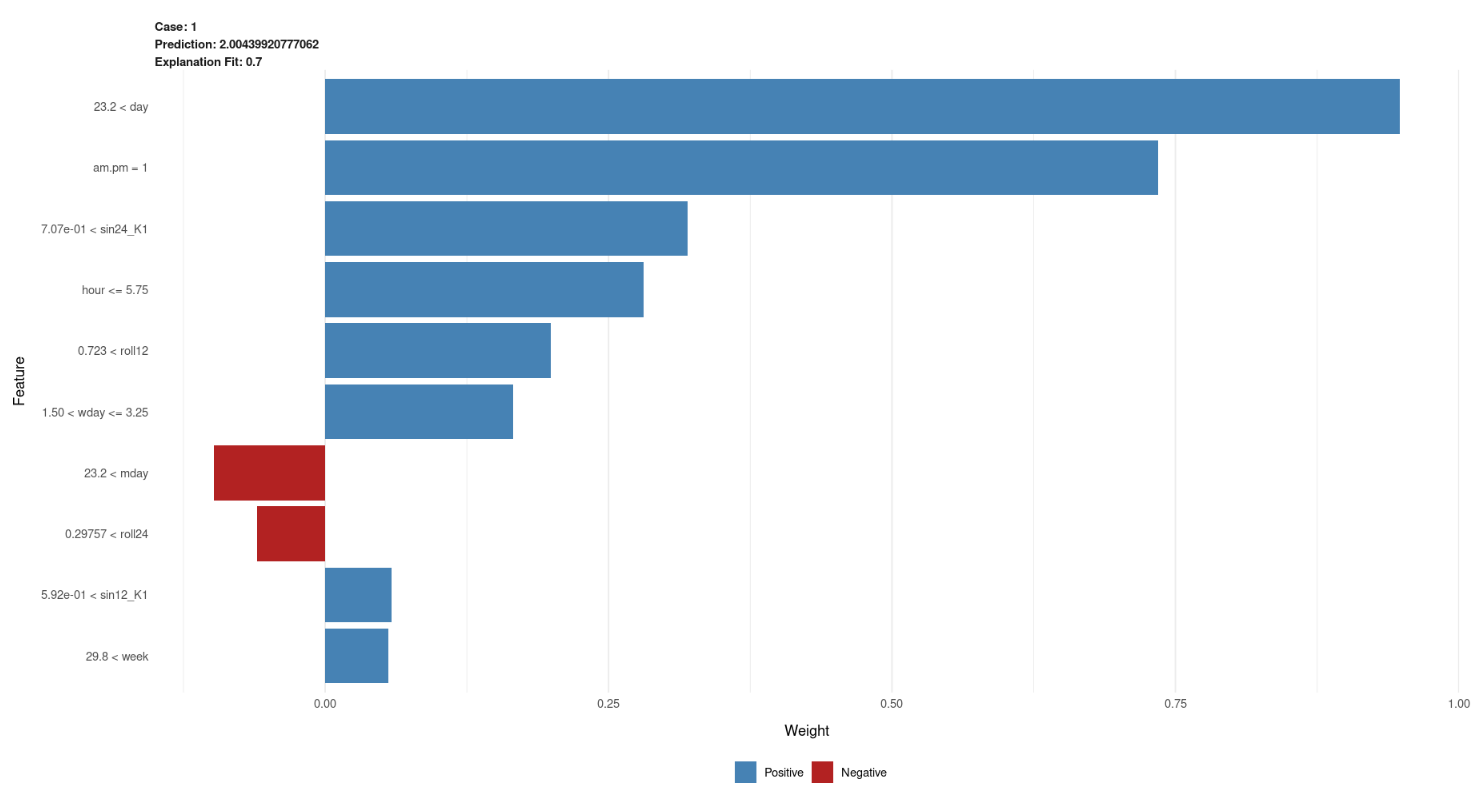 Case: 1
Prediction: 2.00439920777062
Explanation Fit: 0.7
23.2 < day
am.pm = 1
7.07e-01 < sin24_K1
hour <= 5.75
0.723 < roll12
1.50 < wday <= 3.25
23.2 < mday
0.29757 < roll24
5.92e-01 < sin12_K1
29.8 < week
Feature
0.00 0.25 0.50 0.75 1.00
Weight
Positive Negative